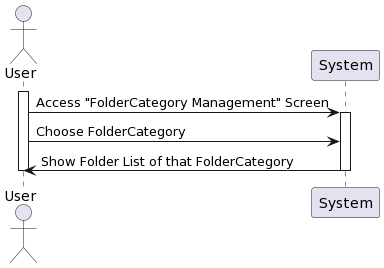 User
System
Access "FolderCategory Management" Screen
Choose FolderCategory
Show Folder List of that FolderCategory
User
System